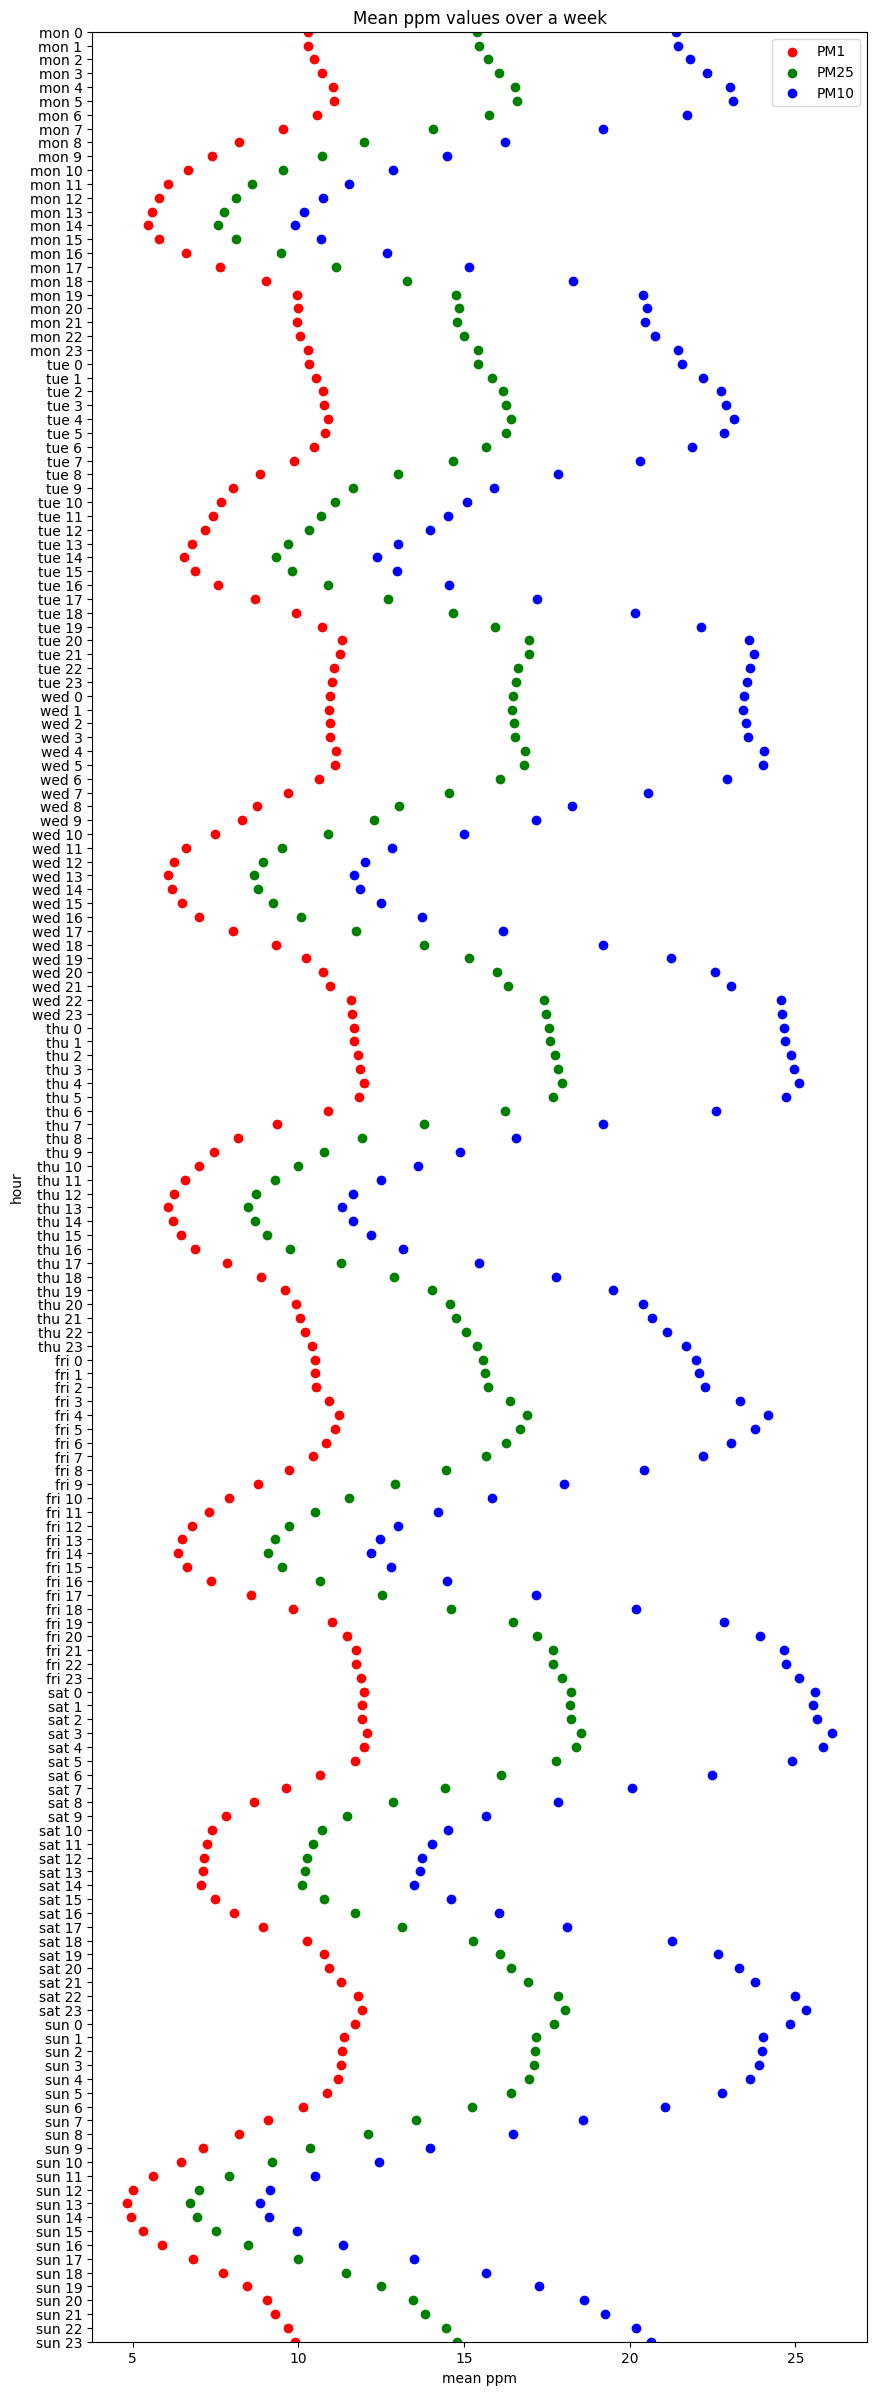 Mean ppm values over a week
PM1
PM25
PM10
mon 0
mon 1
mon 2
mon 3
mon 4
mon 5
mon 6
mon 7
mon 8
mon 9
mon 10
mon 11
mon 12
mon 13
mon 14
mon 15
mon 16
mon 17
mon 18
mon 19
mon 20
mon 21
mon 22
mon 23
tue 0
tue 1
tue 2
tue 3
tue 4
tue 5
tue 6
tue 7
tue 8
tue 9
tue 10
tue 11
tue 12
tue 13
tue 14
tue 15
tue 16
tue 17
tue 18
tue 19
tue 20
tue 21
tue 22
tue 23
wed 0
wed 1
wed 2
wed 3
wed 4
wed 5
wed 6
wed 7
wed 8
wed 9
wed 10
wed 11
wed 12
wed 13
wed 14
wed 15
wed 16
wed 17
wed 18
wed 19
wed 20
wed 21
wed 22
wed 23
thu 0
thu 1
thu 2
thu 3
thu 4
thu 5
thu 6
thu 7
thu 8
thu 9
thu 10
thu 11
thu 12
thu 13
thu 14
thu 15
thu 16
thu 17
thu 18
thu 19
thu 20
thu 21
thu 22
thu 23
fri 0
fri 1
fri 2
fri 3
fri 4
fri 5
fri 6
fri 7
fri 8
fri 9
fri 10
fri 11
fri 12
fri 13
fri 14
fri 15
fri 16
fri 17
fri 18
fri 19
fri 20
fri 21
fri 22
fri 23
sat 0
sat 1
sat 2
sat 3
sat 4
sat 5
sat 6
sat 7
sat 8
sat 9
sat 10
sat 11
sat 12
sat 13
sat 14
sat 15
sat 16
sat 17
sat 18
sat 19
sat 20
sat 21
sat 22
sat 23
sun 0
sun 1
sun 2
sun 3
sun 4
sun 5
sun 6
sun 7
sun 8
sun 9
sun 10
sun 11
sun 12
sun 13
sun 14
sun 15
sun 16
sun 17
sun 18
sun 19
sun 20
sun 21
sun 22
sun 23
hour
5 10 15 20 25
mean ppm